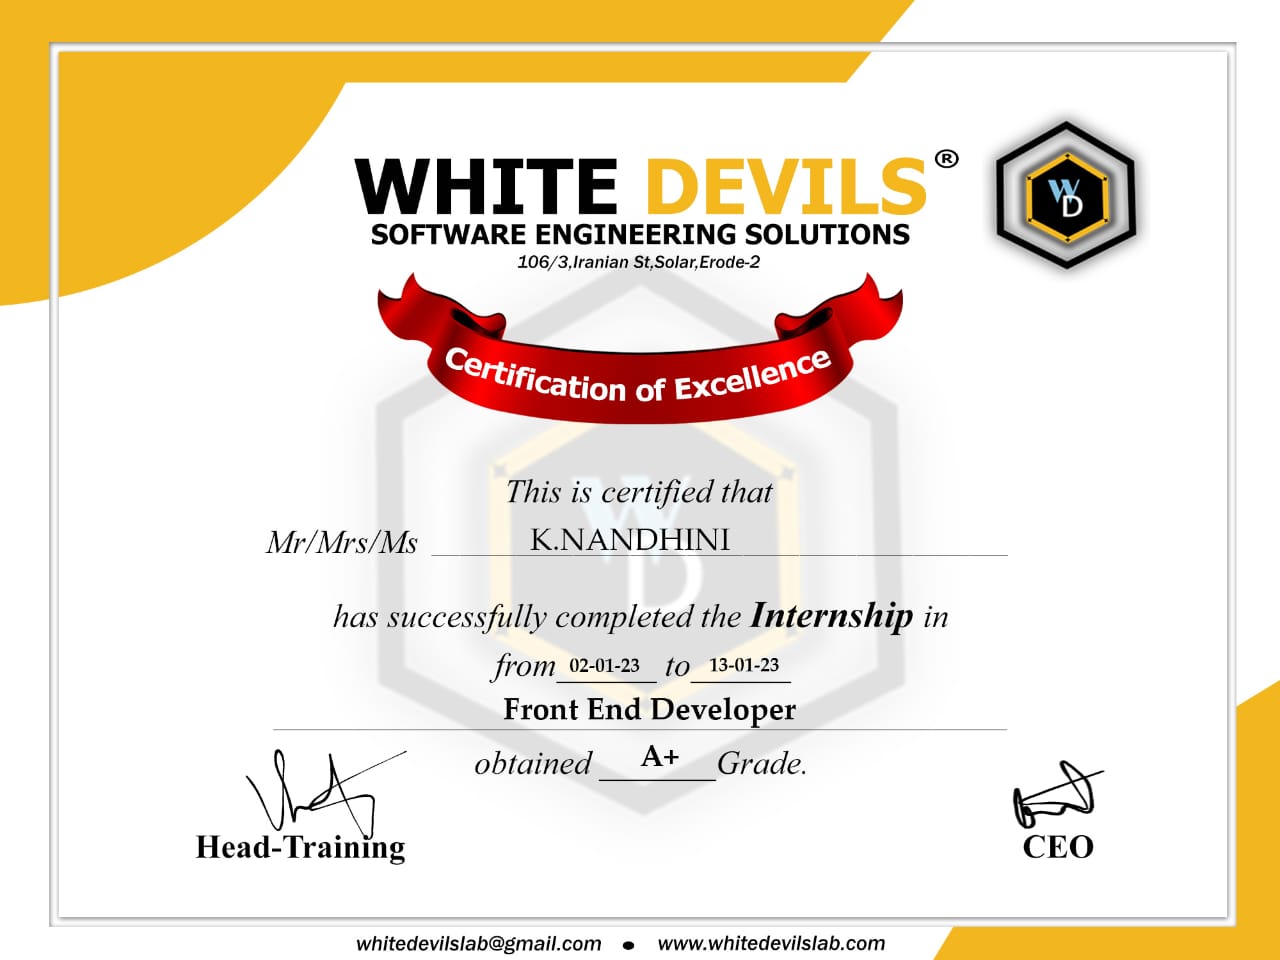 WHITE DEVILS®
SOFTWARE ENGINEERING SOLUTIONS
106/3,Iranian St,Solar,Erode-2
WD
Certification of Excellence
This is certified that
Mr/Mrs/Ms K.NANDHINI
has successfully completed the Internship in
from 02-01-23 to 13-01-23
Front End Developer
obtained A+ Grade.
Head-Training
CEO
whitedevilslab@gmail.com ● www.whitedevilslab.com